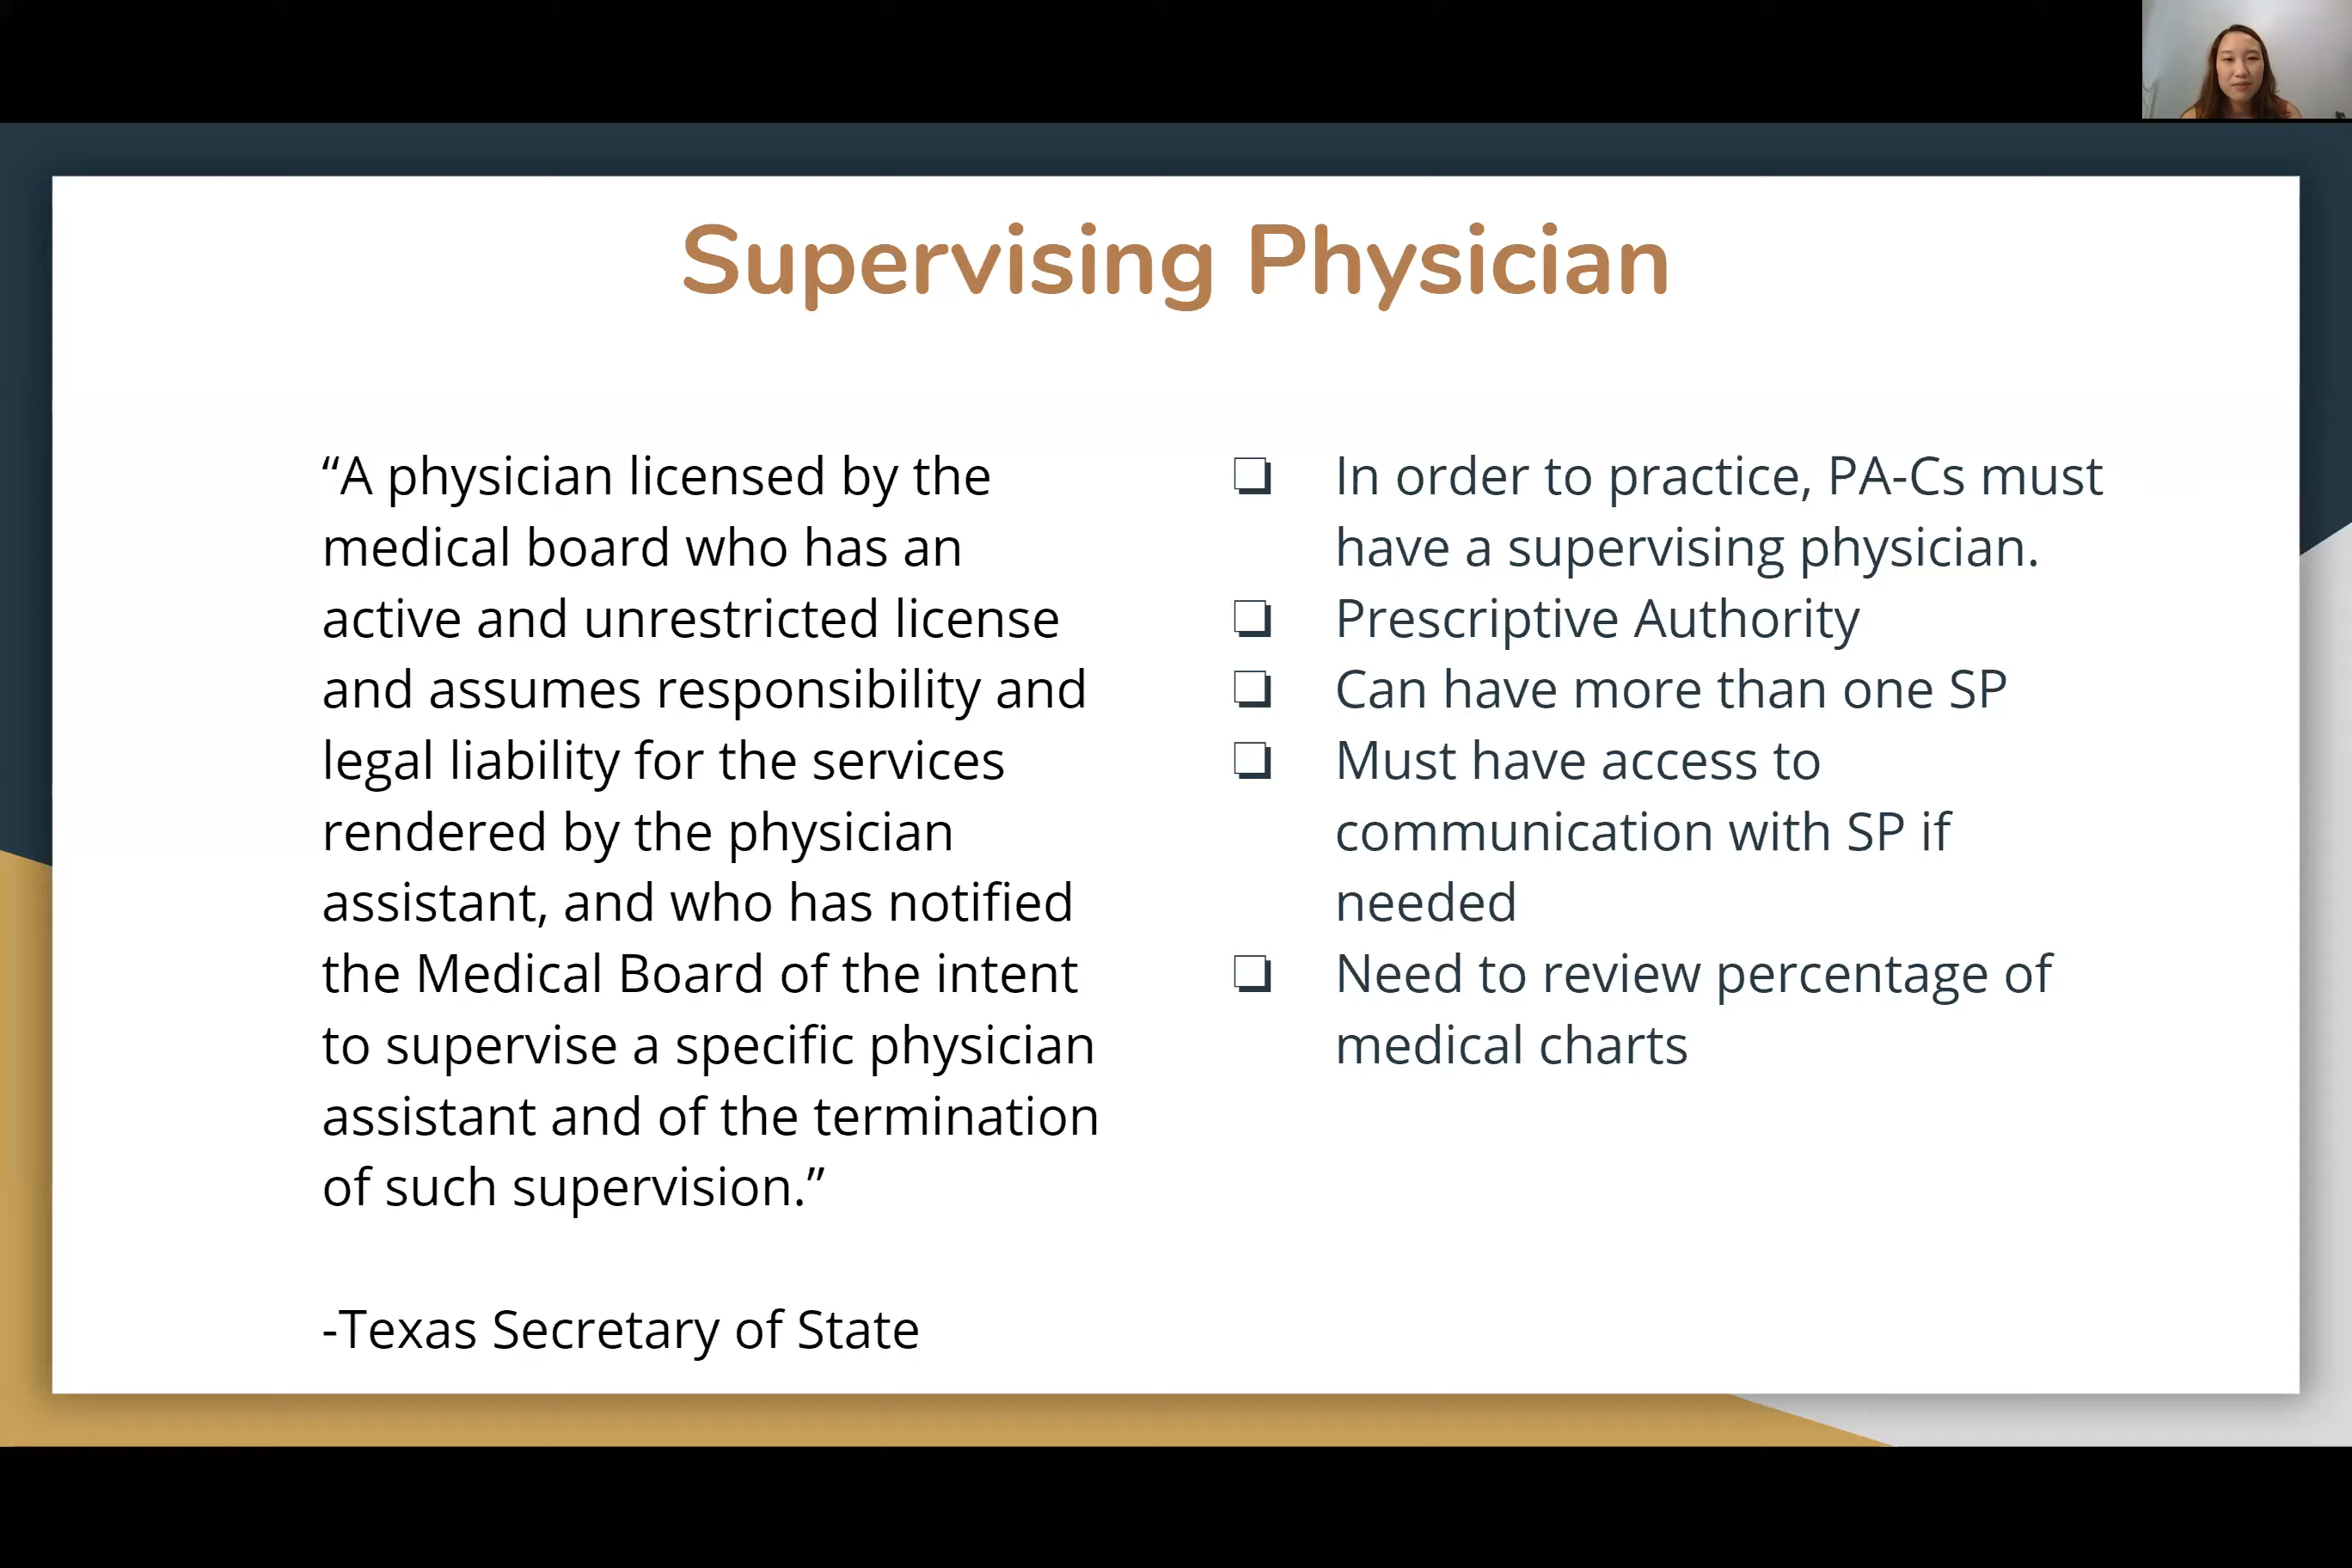 Supervising Physician
“A physician licensed by the
medical board who has an
active and unrestricted license
and assumes responsibility and
legal liability for the services
rendered by the physician
assistant, and who has notified
the Medical Board of the intent
to supervise a specific physician
assistant and of the termination
of such supervision.”
-Texas Secretary of State
❏ In order to practice, PA-Cs must
have a supervising physician.
❏ Prescriptive Authority
❏ Can have more than one SP
❏ Must have access to
communication with SP if
needed
❏ Need to review percentage of
medical charts